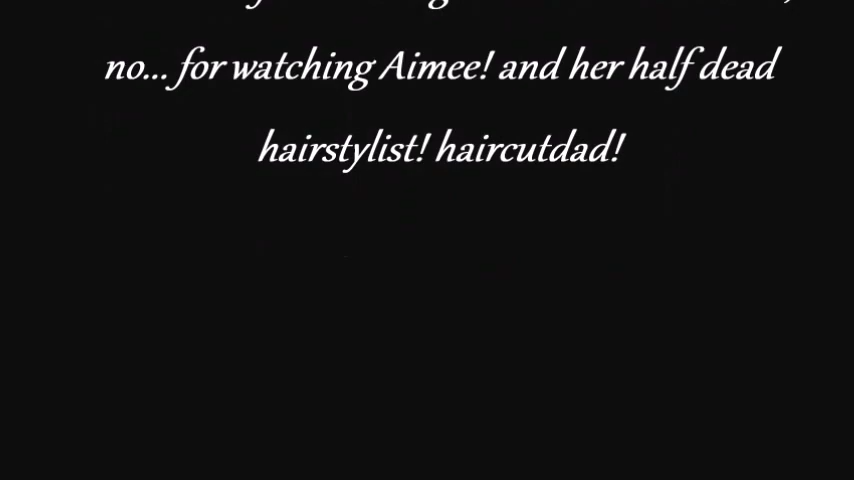 no... for watching Aimee! and her half dead
hairstylist! haircutdad!